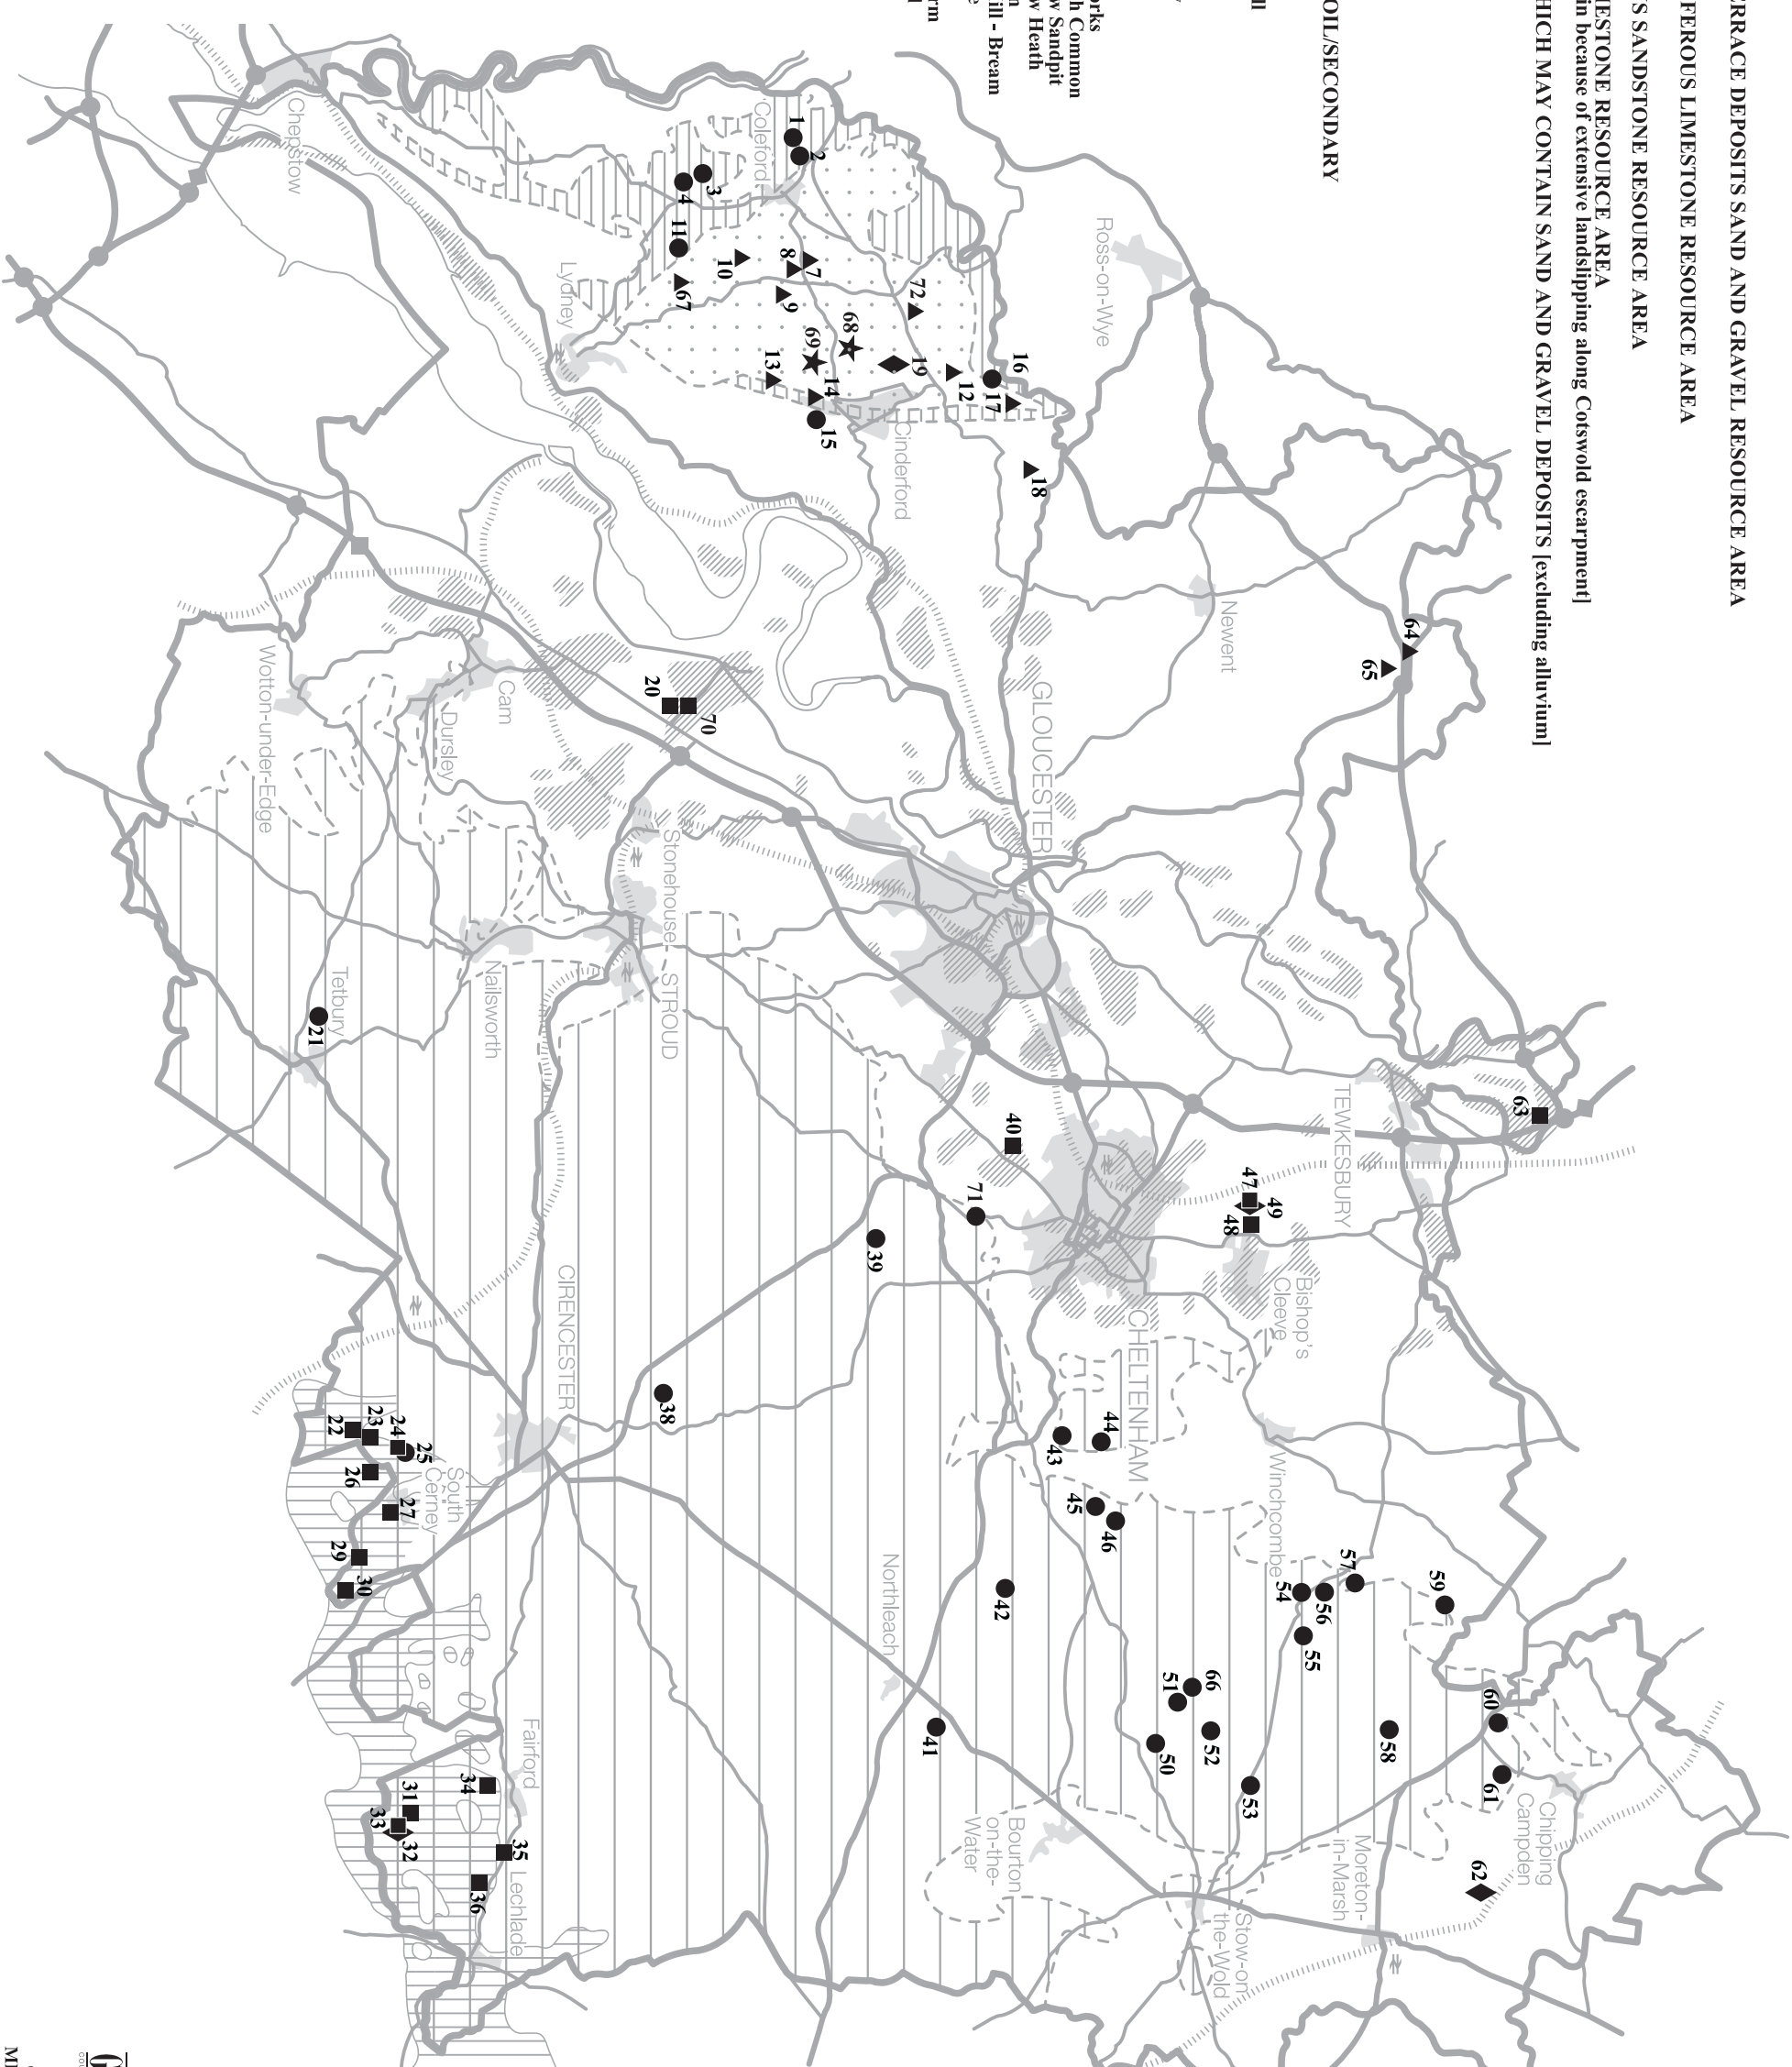 ERRACE DEPOSITS SAND AND GRAVEL RESOURCE AREA
FEROUS LIMESTONE RESOURCE AREA
'S SANDSTONE RESOURCE AREA
ESTONE RESOURCE AREA
in because of extensive landslipping along Cotswold escarpment]
HICH MAY CONTAIN SAND AND GRAVEL DEPOSITS [excluding alluvium]
OIL/SECONDARY
ll
orks
h Common
w Sandpit
w Heath
n
ill - Bream
e
rm
d
Ross-on-Wye
Newent
GLOUCESTER
TEWKESBURY
Bishop's
Cleeve
CHELTENHAM
Winchcombe
Chipping
Campden
Moreton-
in-Marsh
Stow-on-
the-Wold
Bourton
on-the-
Water
Northleach
Coleford
Cinderford
Lydney
Chepstow
Cam
Dursley
Wotton-under-Edge
Stonehouse
STROUD
Nailsworth
Tetbury
CIRENCESTER
South
Cerney
Fairford
Lechlade
1
2
3
4
11
10
8
7
9
67
72
68
69
13
14
15
19
12
16
17
18
64
65
20
70
21
63
40
47
49
48
71
39
38
44
43
45
46
42
41
57
59
54
56
55
66
51
52
50
53
58
60
61
62
22
23
24
25
26
27
29
30
34
31
33
32
35
36
G
COU
MI